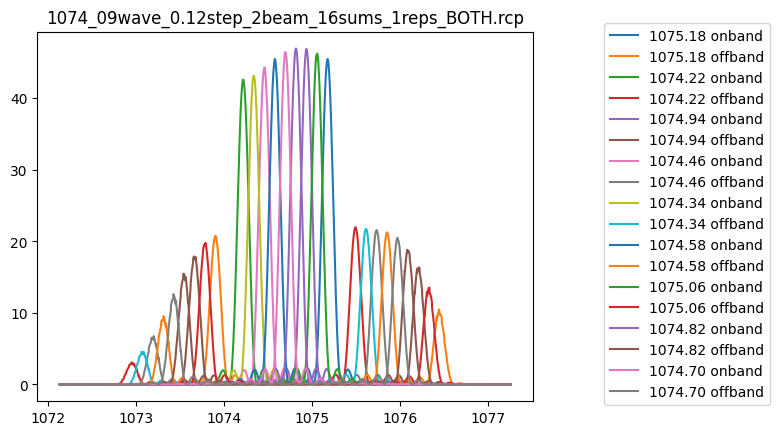 1074_09wave_0.12step_2beam_16sums_1reps_BOTH.rcp
40
30
20
10
0
1072
1073
1074
1075
1076
1077
1075.18 onband
1075.18 offband
1074.22 onband
1074.22 offband
1074.94 onband
1074.94 offband
1074.46 onband
1074.46 offband
1074.34 onband
1074.34 offband
1074.58 onband
1074.58 offband
1075.06 onband
1075.06 offband
1074.82 onband
1074.82 offband
1074.70 onband
1074.70 offband